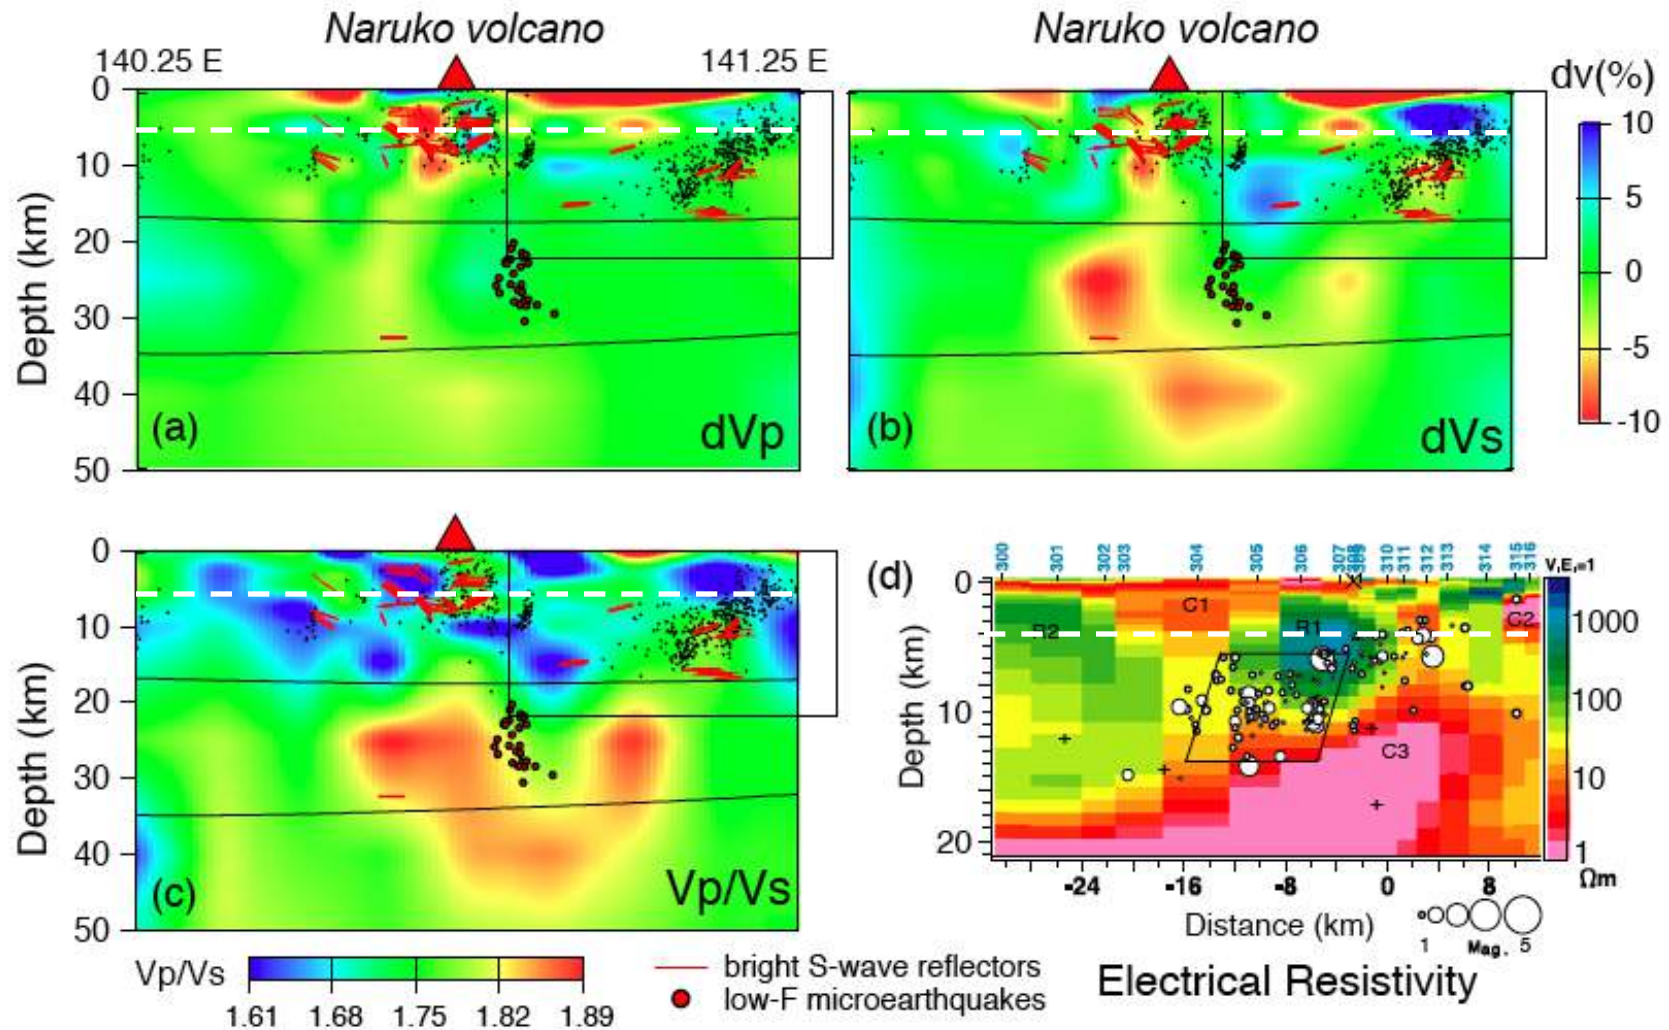 Naruko volcano
Naruko volcano
140.25 E
141.25 E
dv(%)
0
10
20
30
40
50
Depth (km)
(a)
dVp
(b)
dVs
10
5
0
-5
-10
0
10
20
30
40
50
Depth (km)
(c)
Vp/Vs
(d)
300 301 302 303 304 305 306 307 309 310 311 312 313 314 315 316
V.E.=1
0
10
20
Depth (km)
C1
C2
R2
R1
C3
1000
100
10
1
Ωm
-24 -16 -8 0 8
Distance (km)
1 Mag. 5
Electrical Resistivity
Vp/Vs
1.61 1.68 1.75 1.82 1.89
bright S-wave reflectors
low-F microearthquakes